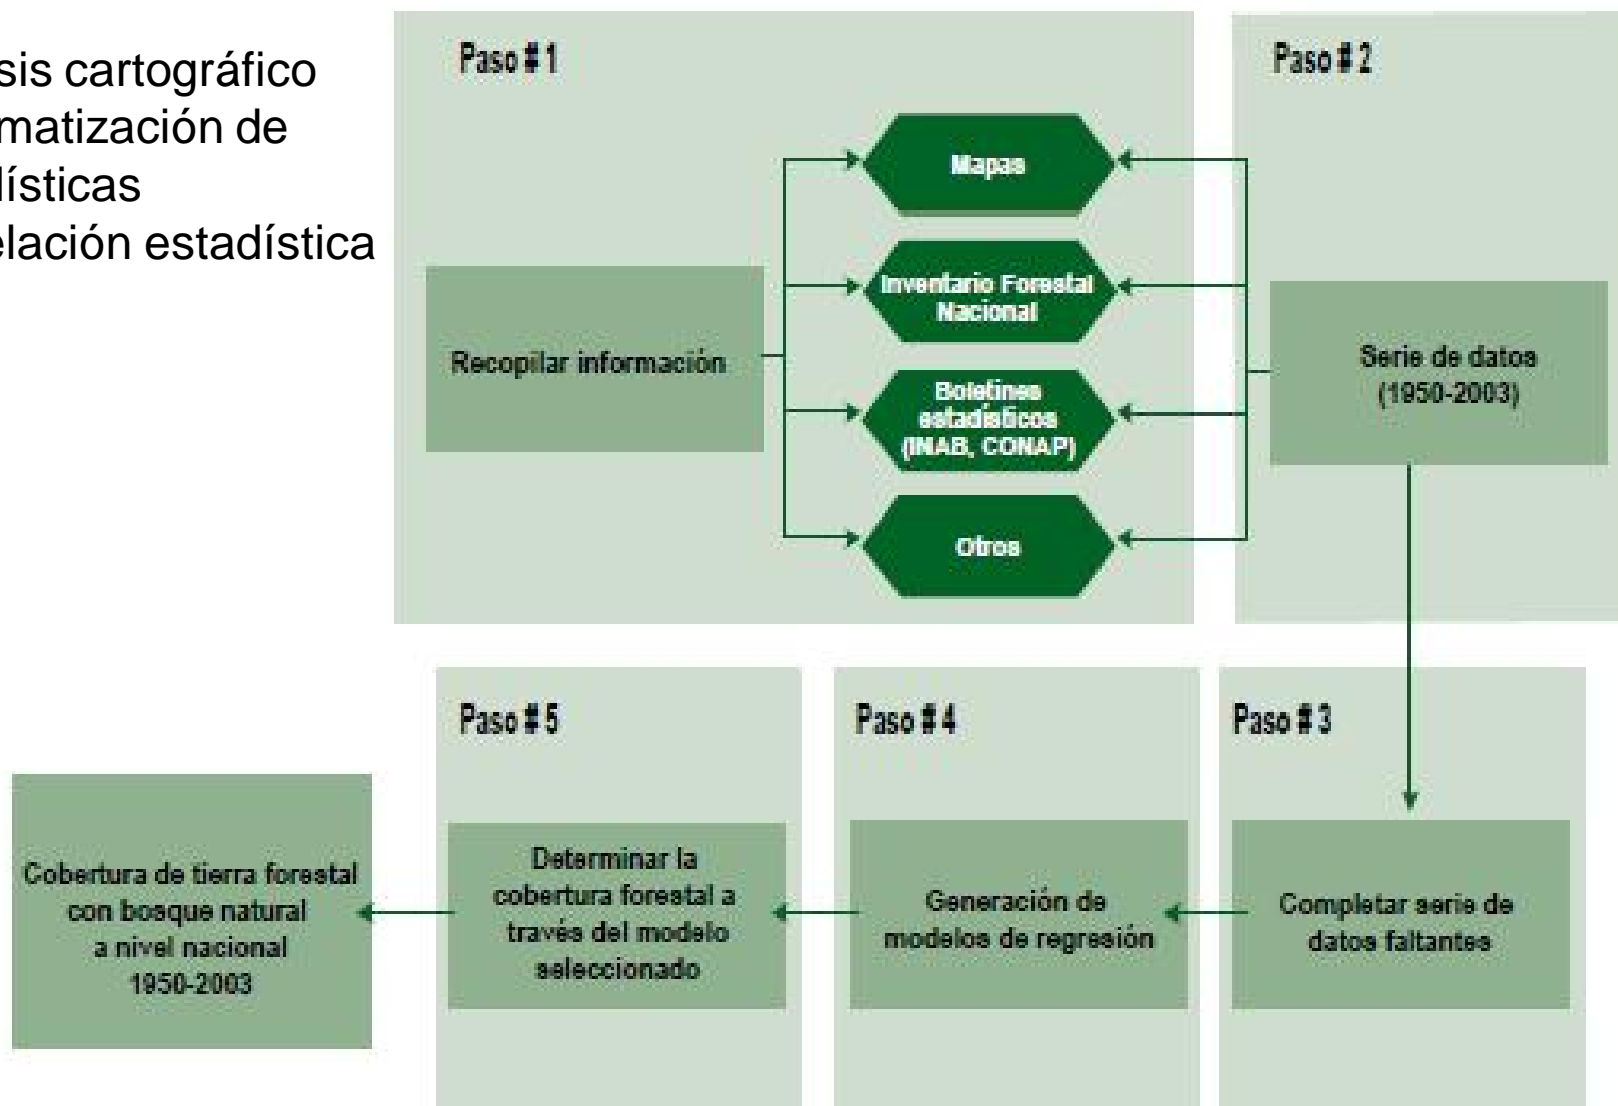 sis cartográfico
matización de
lísticas
elación estadística
Paso # 1
Recopilar información
Mapas
Inventario Forestal
Nacional
Boletines
estadísticos
(INAB, CONAP)
Otros
Paso # 2
Serie de datos
(1950-2003)
Paso # 3
Completar serie de
datos faltantes
Paso # 4
Generación de
modelos de regresión
Paso # 5
Determinar la
cobertura forestal a
través del modelo
seleccionado
Cobertura de tierra forestal
con bosque natural
a nivel nacional
1950-2003